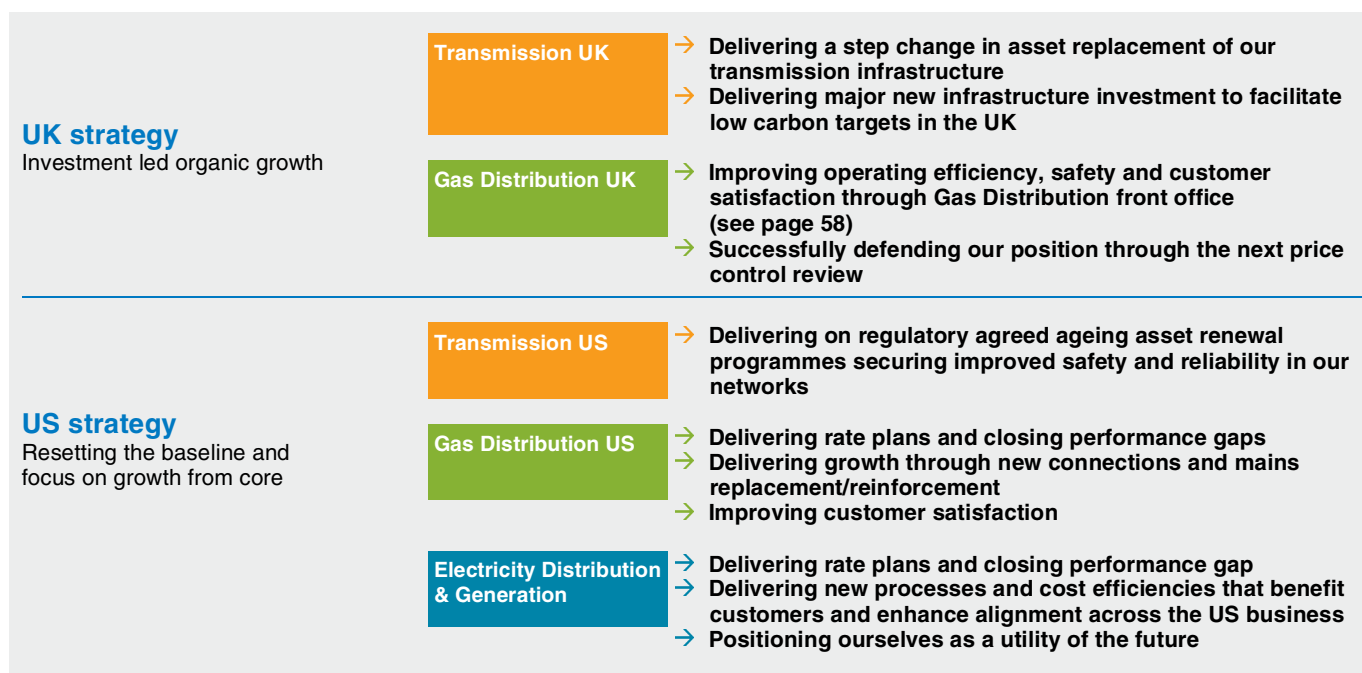 UK strategy
Investment led organic growth
Transmission UK
→ Delivering a step change in asset replacement of our
transmission infrastructure
→ Delivering major new infrastructure investment to facilitate
low carbon targets in the UK
Gas Distribution UK
→ Improving operating efficiency, safety and customer
satisfaction through Gas Distribution front office
(see page 58)
→ Successfully defending our position through the next price
control review
US strategy
Resetting the baseline and
focus on growth from core
Transmission US
→ Delivering on regulatory agreed ageing asset renewal
programmes securing improved safety and reliability in our
networks
Gas Distribution US
→ Delivering rate plans and closing performance gaps
→ Delivering growth through new connections and mains
replacement/reinforcement
→ Improving customer satisfaction
Electricity Distribution
& Generation
→ Delivering rate plans and closing performance gap
→ Delivering new processes and cost efficiencies that benefit
customers and enhance alignment across the US business
→ Positioning ourselves as a utility of the future